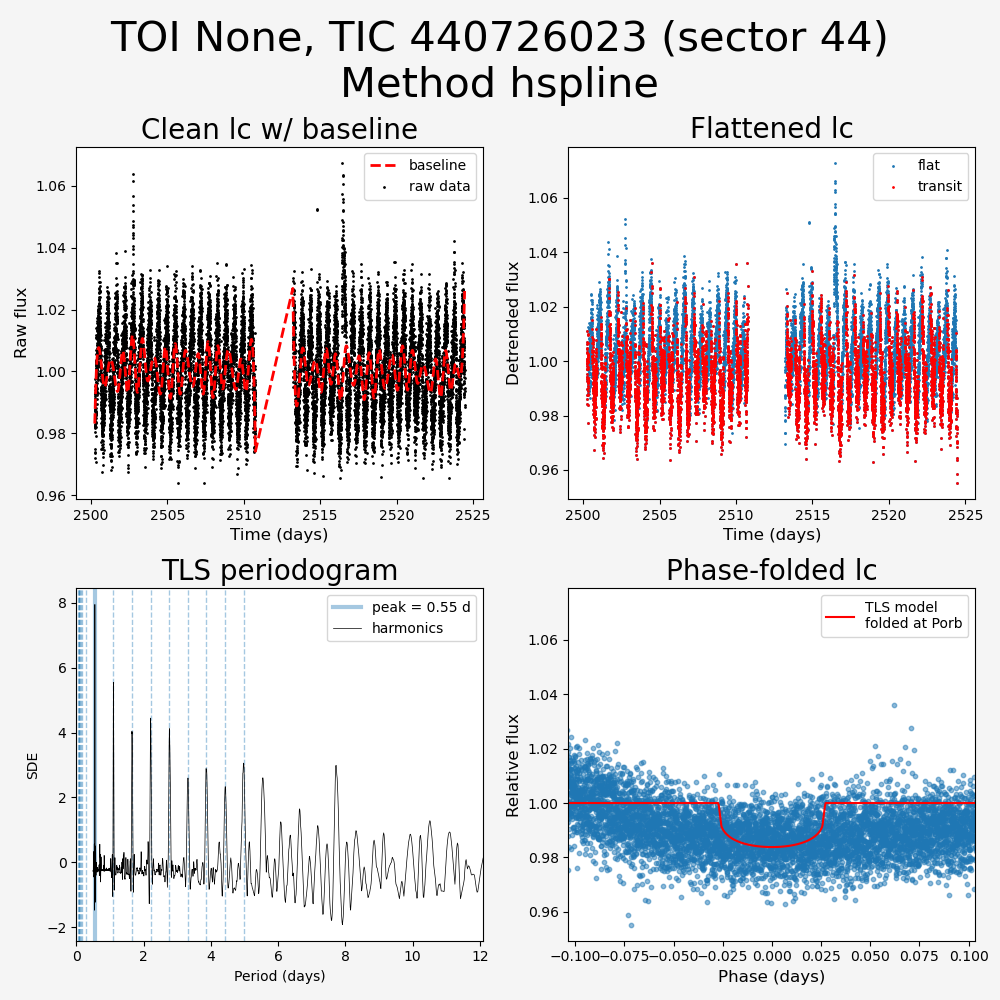 TOI None, TIC 440726023 (sector 44)
Method hspline
Clean lc w/ baseline
Raw flux
1.06
1.04
1.02
1.00
0.98
0.96
baseline
raw data
2500
2505
2510
2515
2520
2525
Time (days)
Flattened lc
Detrended flux
1.06
1.04
1.02
1.00
0.98
0.96
flat
transit
2500
2505
2510
2515
2520
2525
Time (days)
TLS periodogram
SDE
8
6
4
2
0
−2
peak = 0.55 d
harmonics
0
2
4
6
8
10
12
Period (days)
Phase-folded lc
Relative flux
1.06
1.04
1.02
1.00
0.98
0.96
TLS model
folded at Porb
−0.100
−0.075
−0.050
−0.025
0.000
0.025
0.050
0.075
0.100
Phase (days)